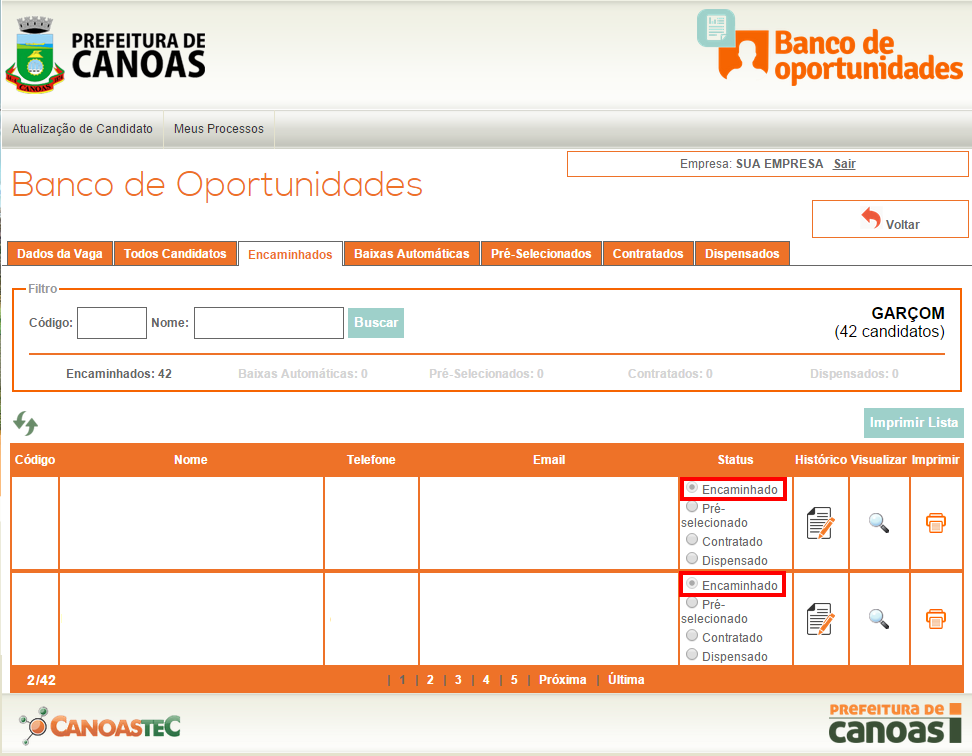 PREFEITURA DE
CANOAS
CANOAS
Banco de
oportunidades
Atualização de Candidato Meus Processos
Empresa: SUA EMPRESA Sair
Banco de Oportunidades
Voltar
Dados da Vaga Todos Candidatos Encaminhados Baixas Automáticas Pré-Selecionados Contratados Dispensados
Filtro
Código: Nome: Buscar
GARÇOM
(42 candidatos)
Encaminhados: 42 Baixas Automáticas: 0 Pré-Selecionados: 0 Contratados: 0 Dispensados: 0
Imprimir Lista
Código Nome Telefone Email Status Histórico Visualizar Imprimir
Encaminhado
Pré-
selecionado
Contratado
Dispensado
Encaminhado
Pré-
selecionado
Contratado
Dispensado
2/42 | 1 | 2 | 3 | 4 | 5 | Próxima | Última
CANOASTEC
PREFEITURA DE
canoas